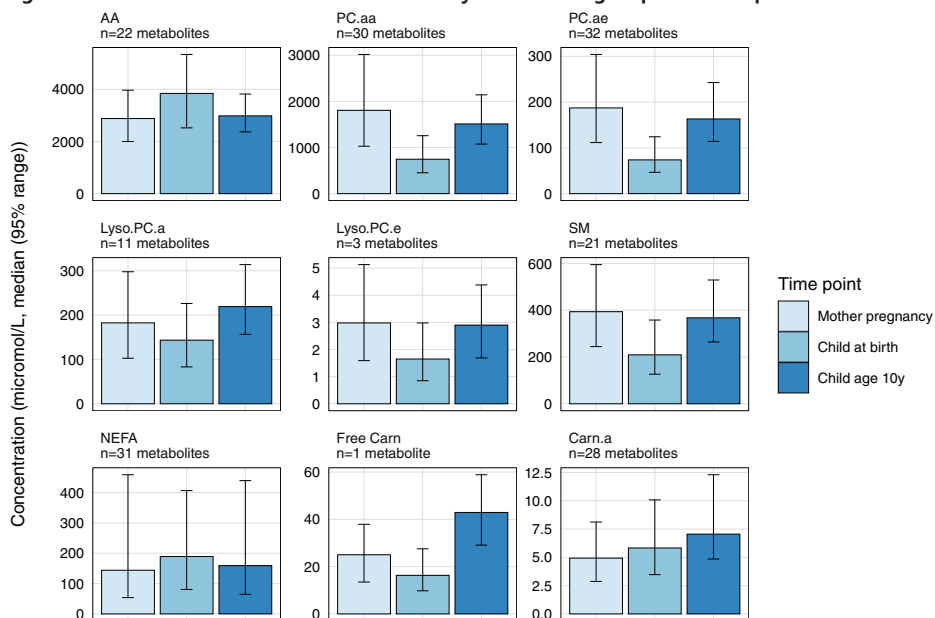 AA
n=22 metabolites
PC.aa
n=30 metabolites
PC.ae
n=32 metabolites
4000
2000
0
3000
2000
1000
0
300
200
100
0
Lyso.PC.a
n=11 metabolites
Lyso.PC.e
n=3 metabolites
SM
n=21 metabolites
300
200
100
0
5
4
3
2
1
0
600
400
200
0
NEFA
n=31 metabolites
Free Carn
n=1 metabolite
Carn.a
n=28 metabolites
400
300
200
100
0
60
40
20
0
12.5
10.0
7.5
5.0
2.5
0.0
Concentration (micromol/L, median (95% range))
Time point
Mother pregnancy
Child at birth
Child age 10y